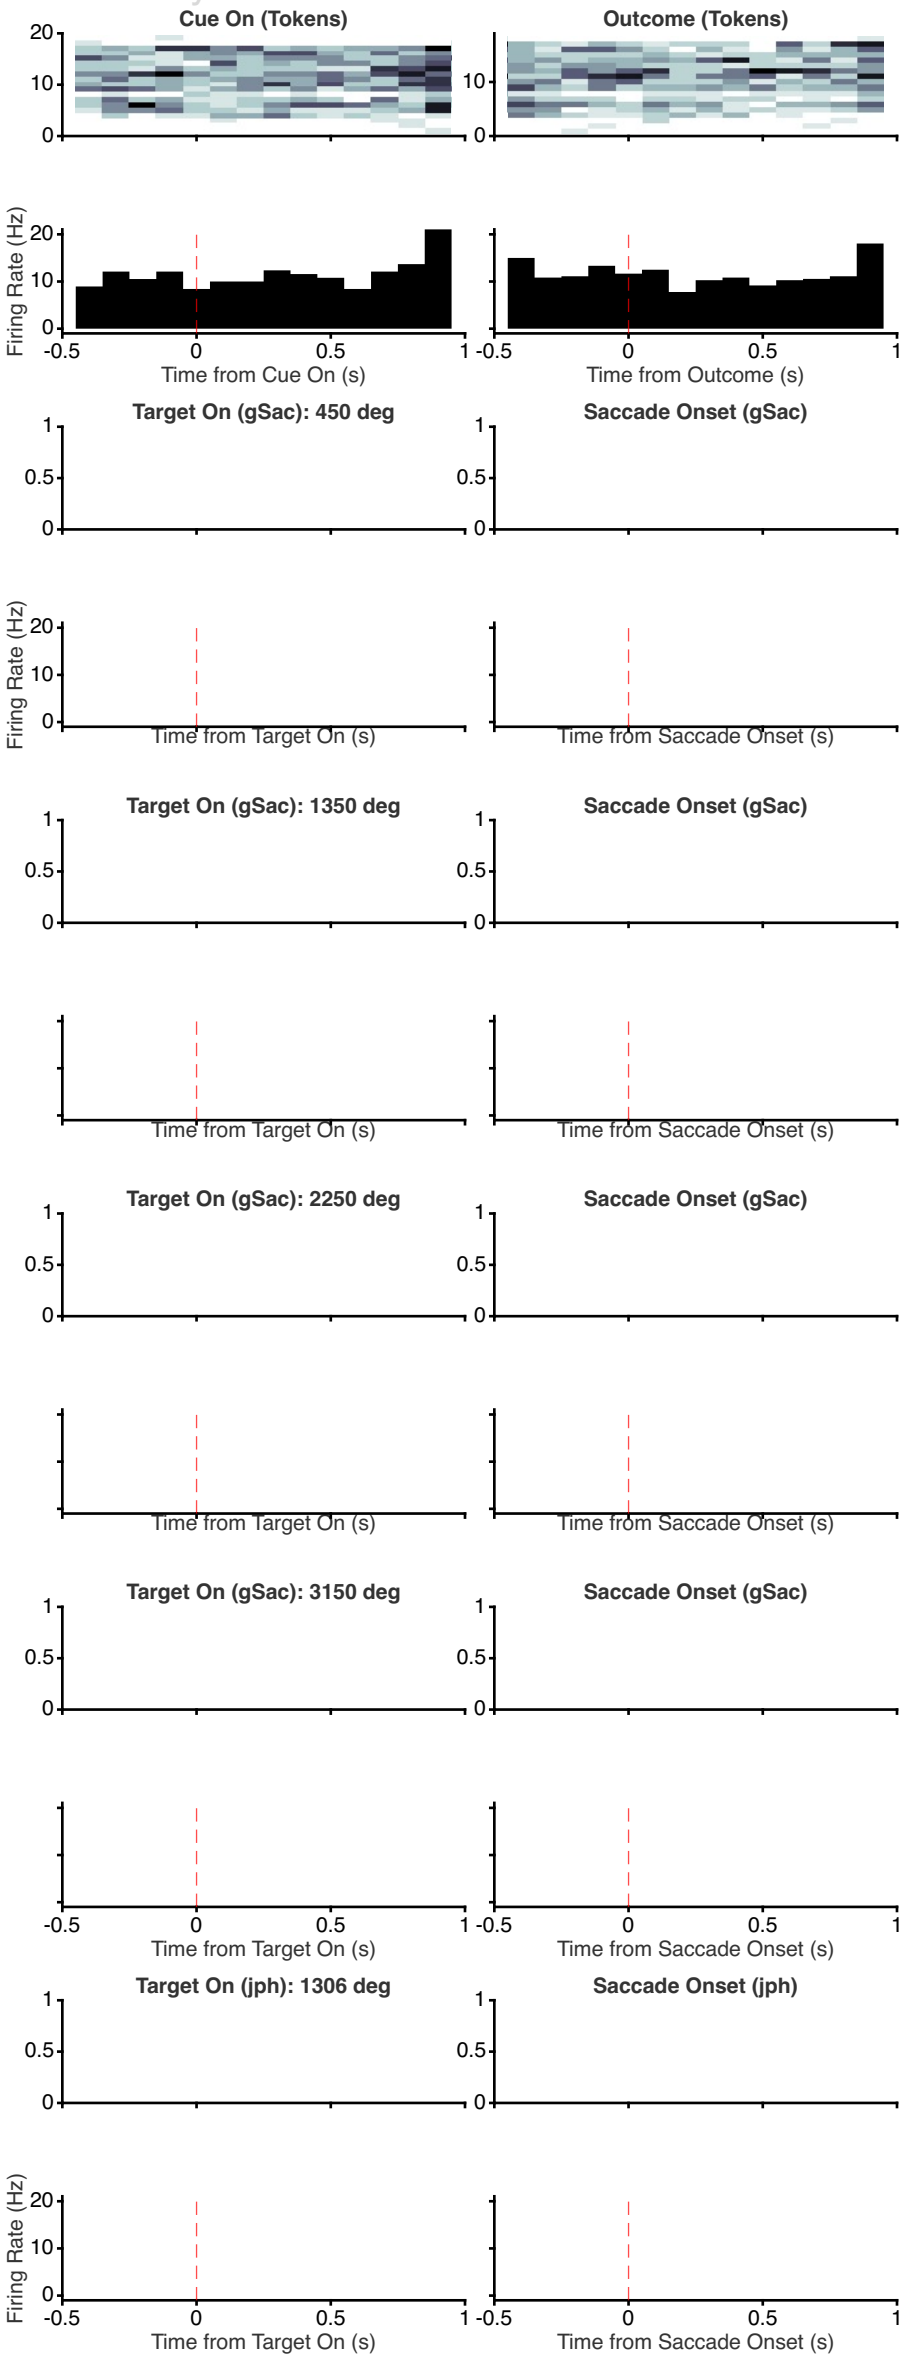 Cue On (Tokens) Outcome (Tokens)
20
10 10
0 0
Firing Rate (Hz)
20
10
0
-0.5 0 0.5 1 -0.5 0 0.5 1
Time from Cue On (s) Time from Outcome (s)
Target On (gSac): 450 deg Saccade Onset (gSac)
1 1
0.5 0.5
0 0
Firing Rate (Hz)
20
10
0
Time from Target On (s) Time from Saccade Onset (s)
Target On (gSac): 1350 deg Saccade Onset (gSac)
1 1
0.5 0.5
0 0
Time from Target On (s) Time from Saccade Onset (s)
Target On (gSac): 2250 deg Saccade Onset (gSac)
1 1
0.5 0.5
0 0
Time from Target On (s) Time from Saccade Onset (s)
Target On (gSac): 3150 deg Saccade Onset (gSac)
1 1
0.5 0.5
0 0
-0.5 0 0.5 1 -0.5 0 0.5 1
Time from Target On (s) Time from Saccade Onset (s)
Target On (jph): 1306 deg Saccade Onset (jph)
1 1
0.5 0.5
0 0
Firing Rate (Hz)
20
10
0
-0.5 0 0.5 1 -0.5 0 0.5 1
Time from Target On (s) Time from Saccade Onset (s)